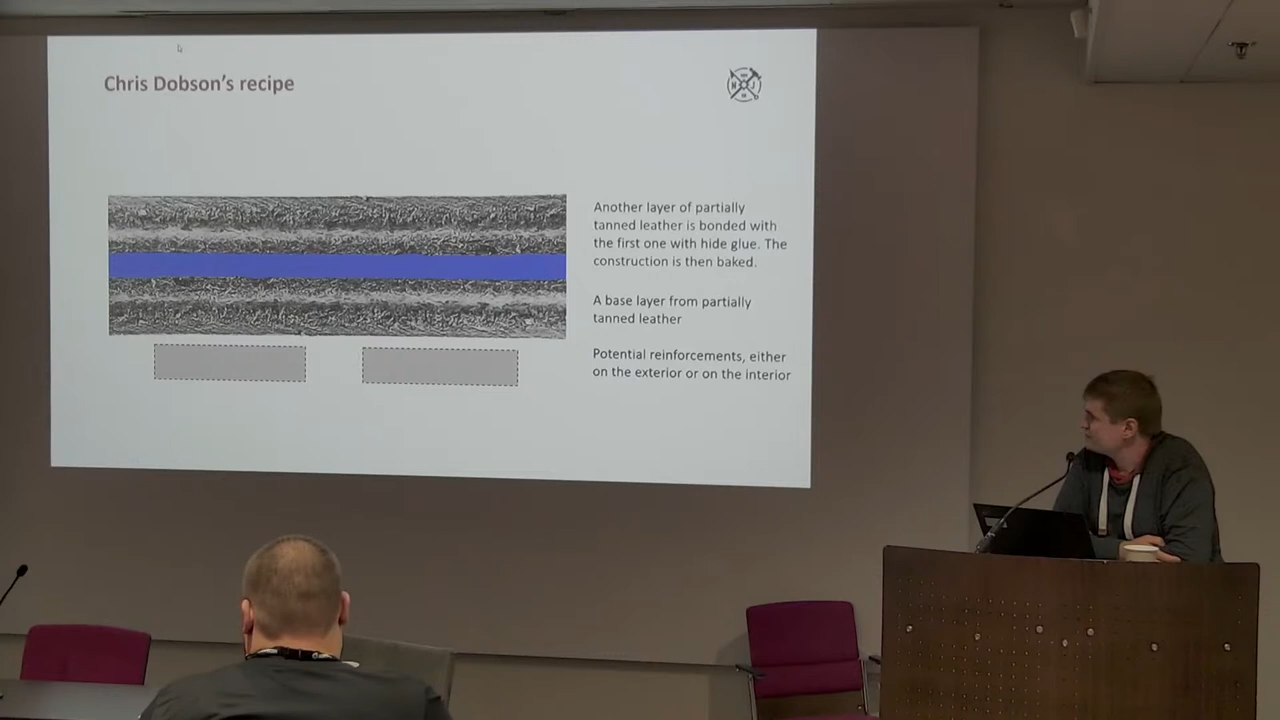 Chris Dobson's recipe
Another layer of partially
tanned leather is bonded with
the first one with hide glue. The
construction is then baked.
A base layer from partially
tanned leather
Potential reinforcements, either
on the exterior or on the interior